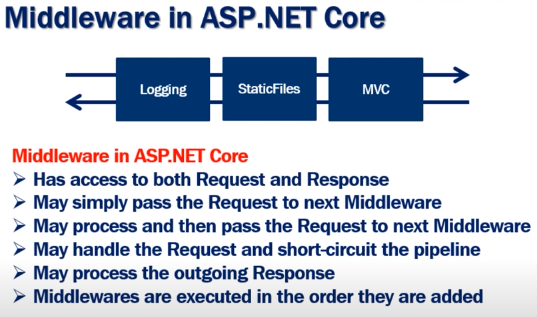 Middleware in ASP.NET Core
Logging
StaticFiles
MVC
Middleware in ASP.NET Core
➢ Has access to both Request and Response
➢ May simply pass the Request to next Middleware
➢ May process and then pass the Request to next Middleware
➢ May handle the Request and short-circuit the pipeline
➢ May process the outgoing Response
➢ Middlewares are executed in the order they are added